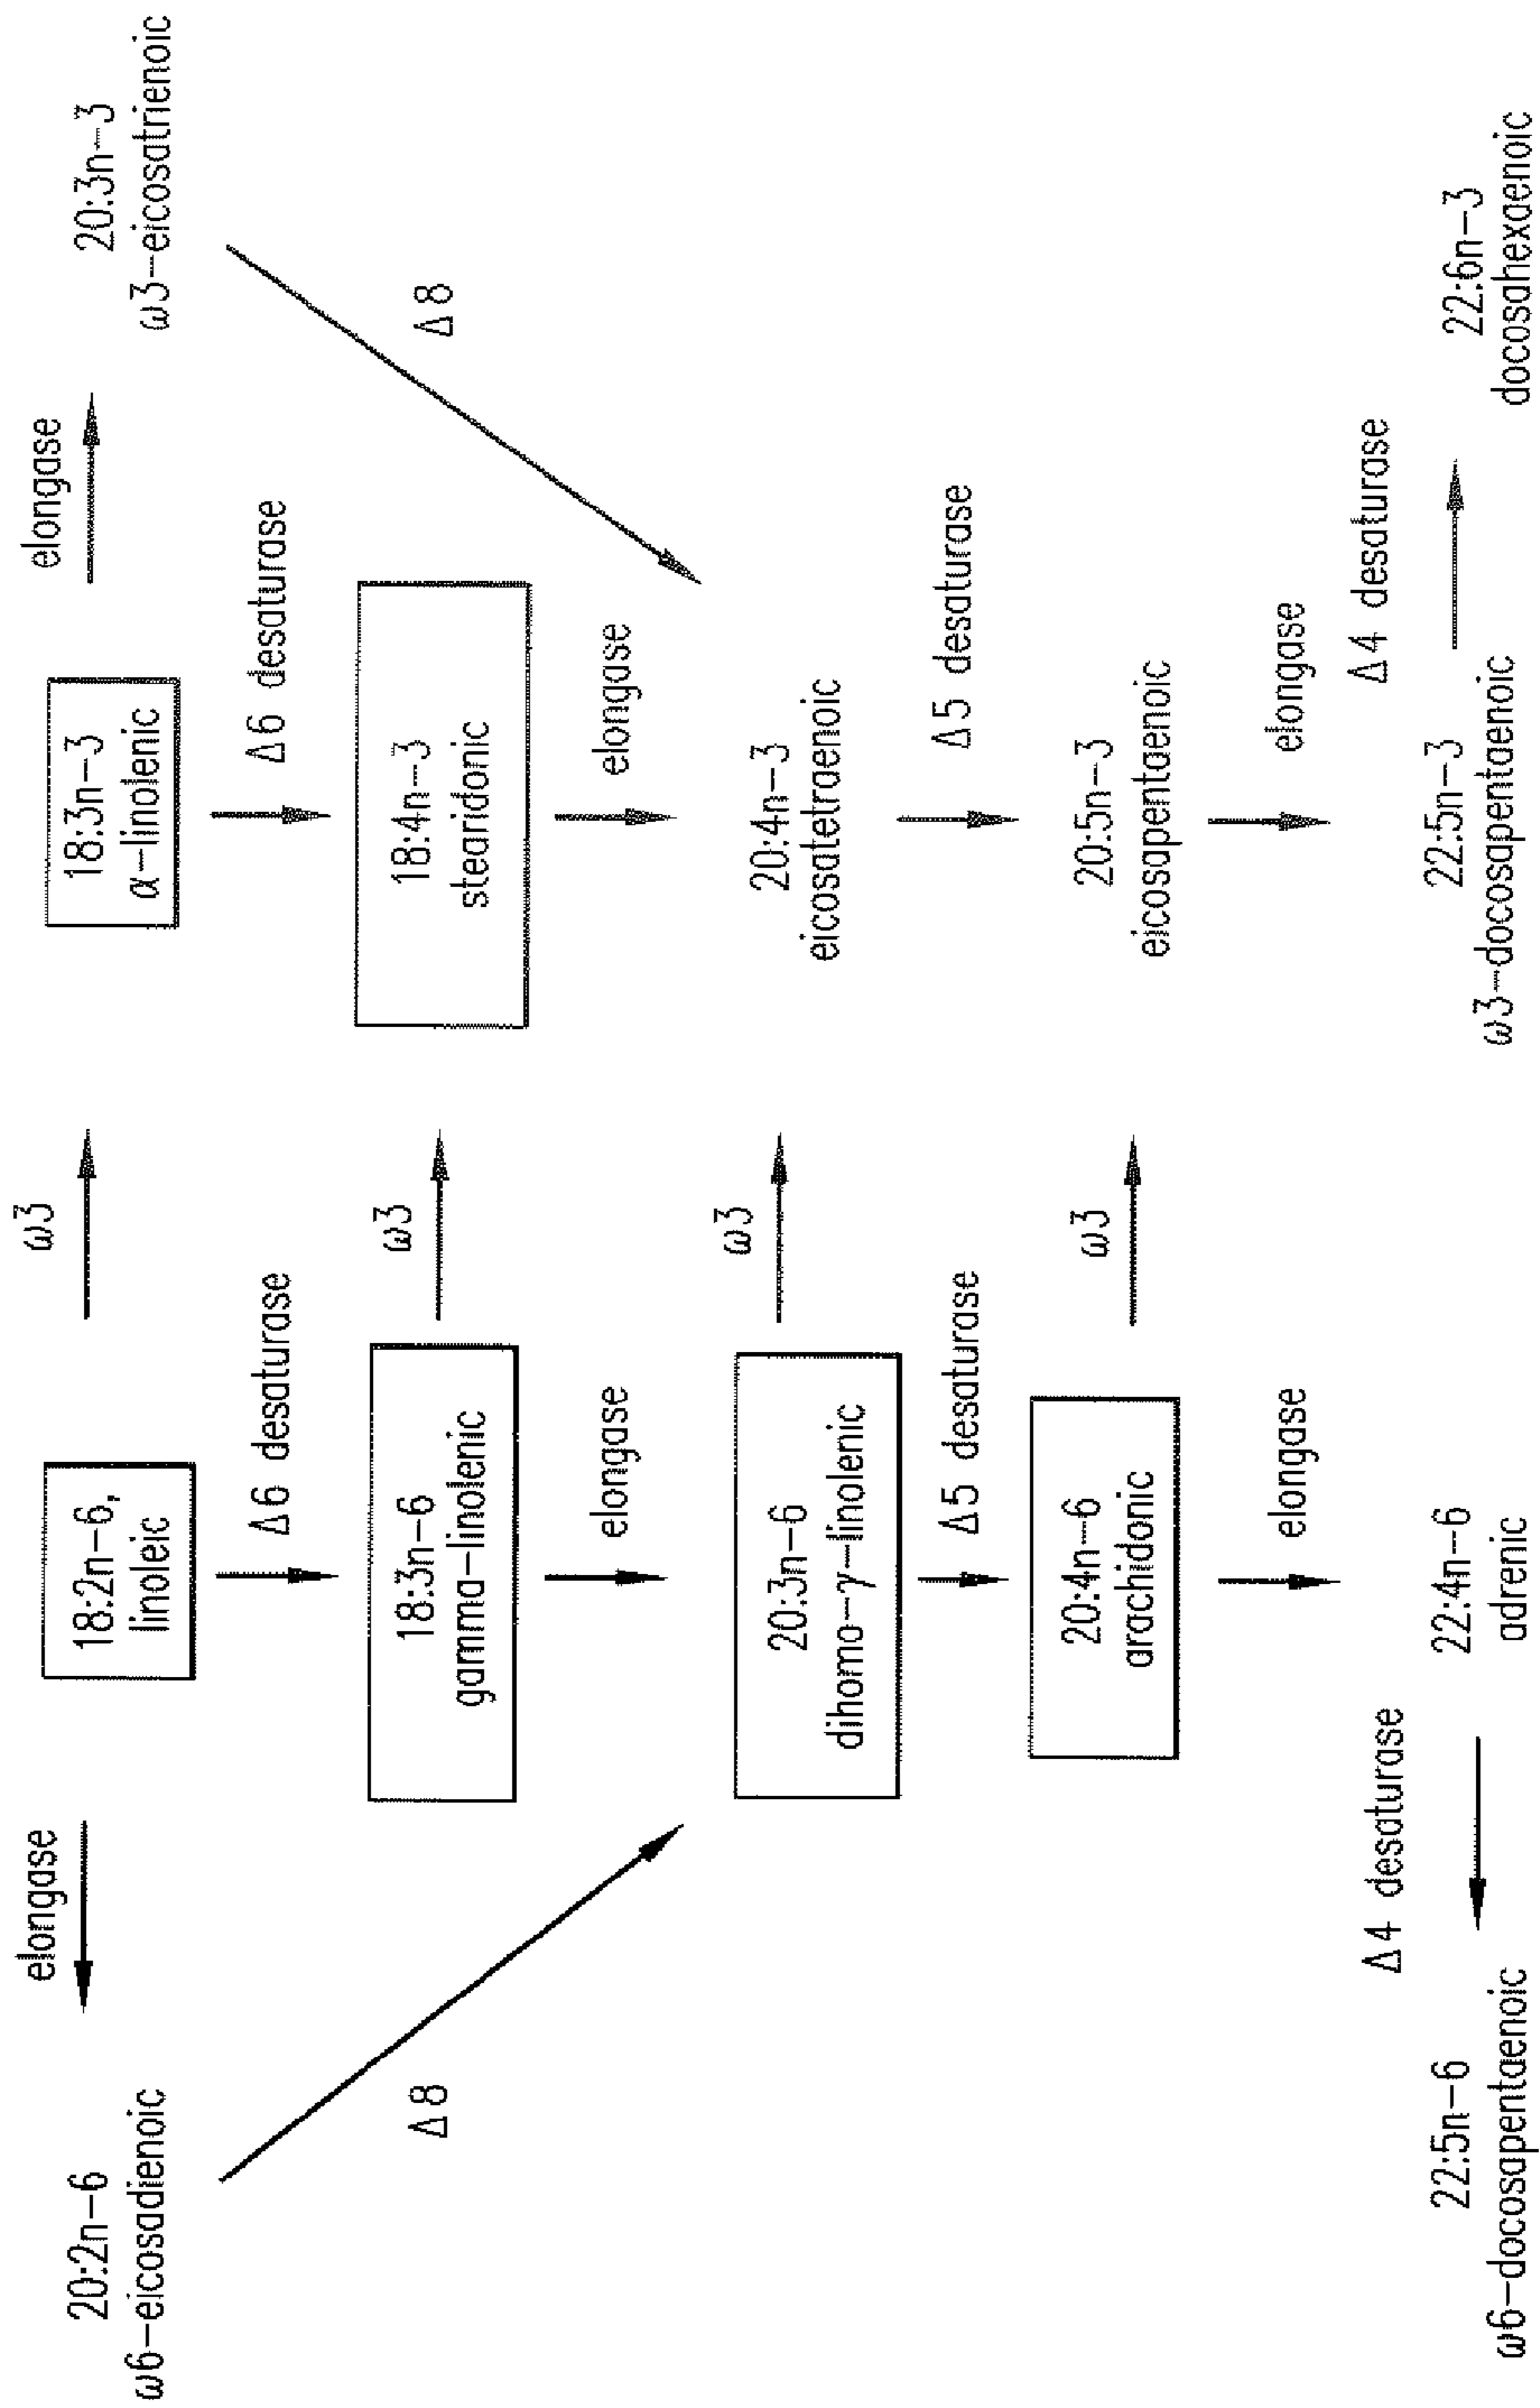 elongase
ω3
elongase
20:2n-6
ω6-eicosadienoic
18:2n-6,
linoleic
18:3n-3
α-linolenic
20:3n-3
ω3-eicosatrienoic
Δ6 desaturase
Δ6 desaturase
Δ8
18:3n-6
gamma-linolenic
ω3
18:4n-3
stearidonic
Δ8
elongase
elongase
20:3n-6
dihomo-γ-linolenic
ω3
20:4n-3
eicosatetraenoic
Δ5 desaturase
Δ5 desaturase
20:4n-6
arachidonic
ω3
20:5n-3
eicosapentaenoic
elongase
elongase
Δ4 desaturase
Δ4 desaturase
22:5n-6
ω6-docosapentaenoic
22:4n-6
adrenic
22:5n-3
ω3-docosapentaenoic
22:6n-3
docosahexaenoic